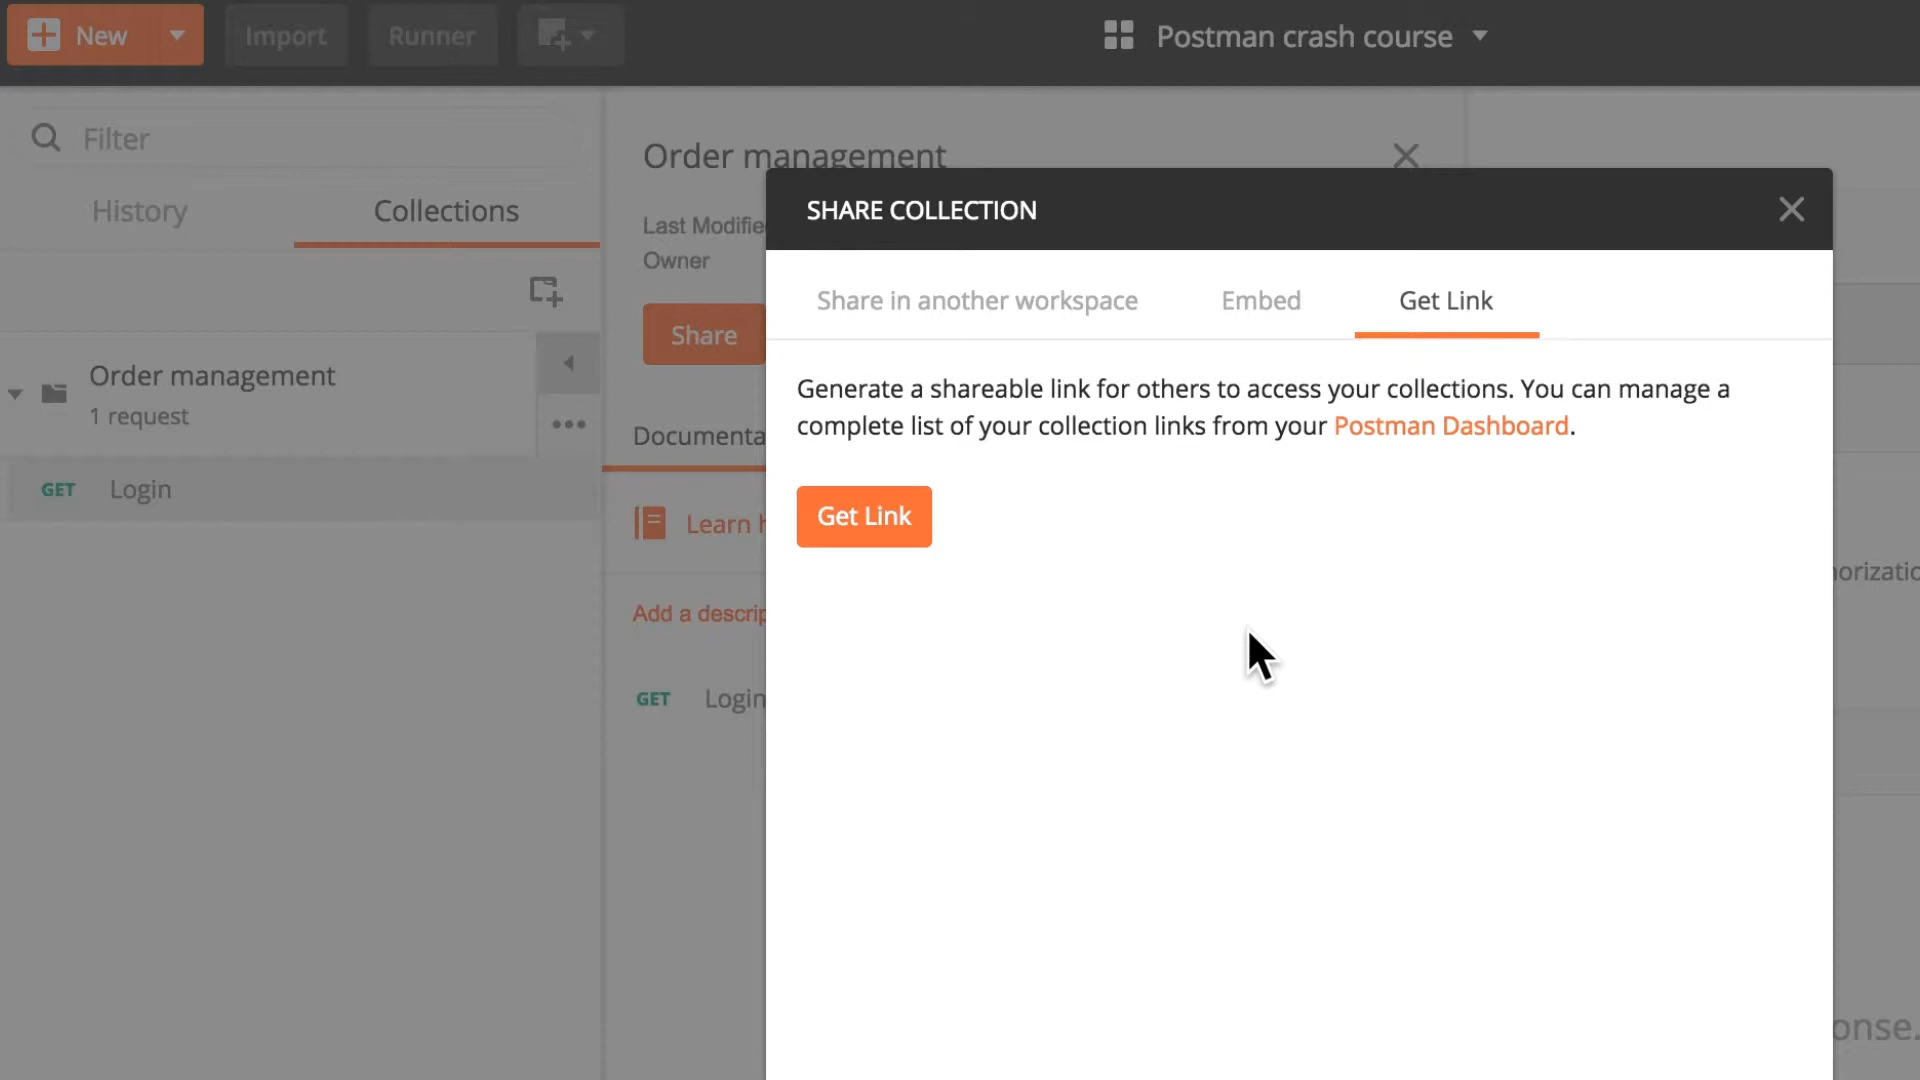 New
Import
Runner
Postman crash course
Filter
History
Collections
Order management
1 request
GET Login
Order management
Last Modifie
Owner
Share
Documenta
Learn h
Add a descrip
GET Login
SHARE COLLECTION
Share in another workspace
Embed
Get Link
Generate a shareable link for others to access your collections. You can manage a
complete list of your collection links from your Postman Dashboard.
Get Link
orizatio
onse.